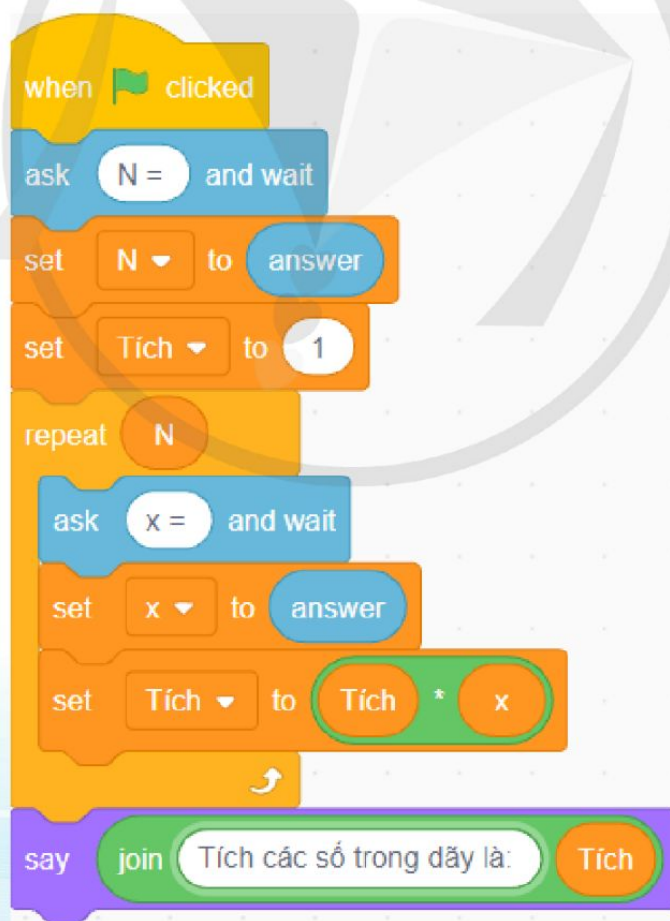 when clicked
ask N = and wait
set N to answer
set Tích to 1
repeat N
ask x = and wait
set x to answer
set Tích to Tích * x
say join Tích các số trong dãy là: Tích